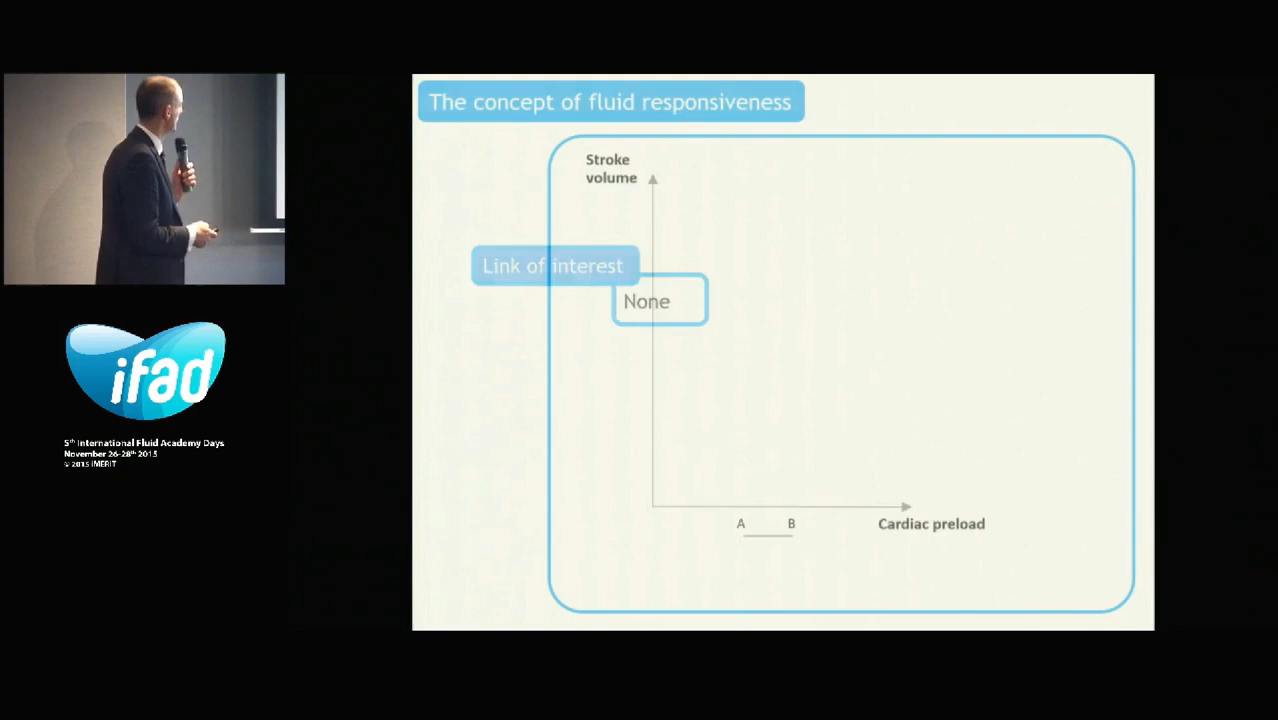 The concept of fluid responsiveness
Stroke
volume
Link of interest
None
A B
Cardiac preload
ifad
5th International Fluid Academy Days
November 26-28th 2015
© 2015 iMERiT